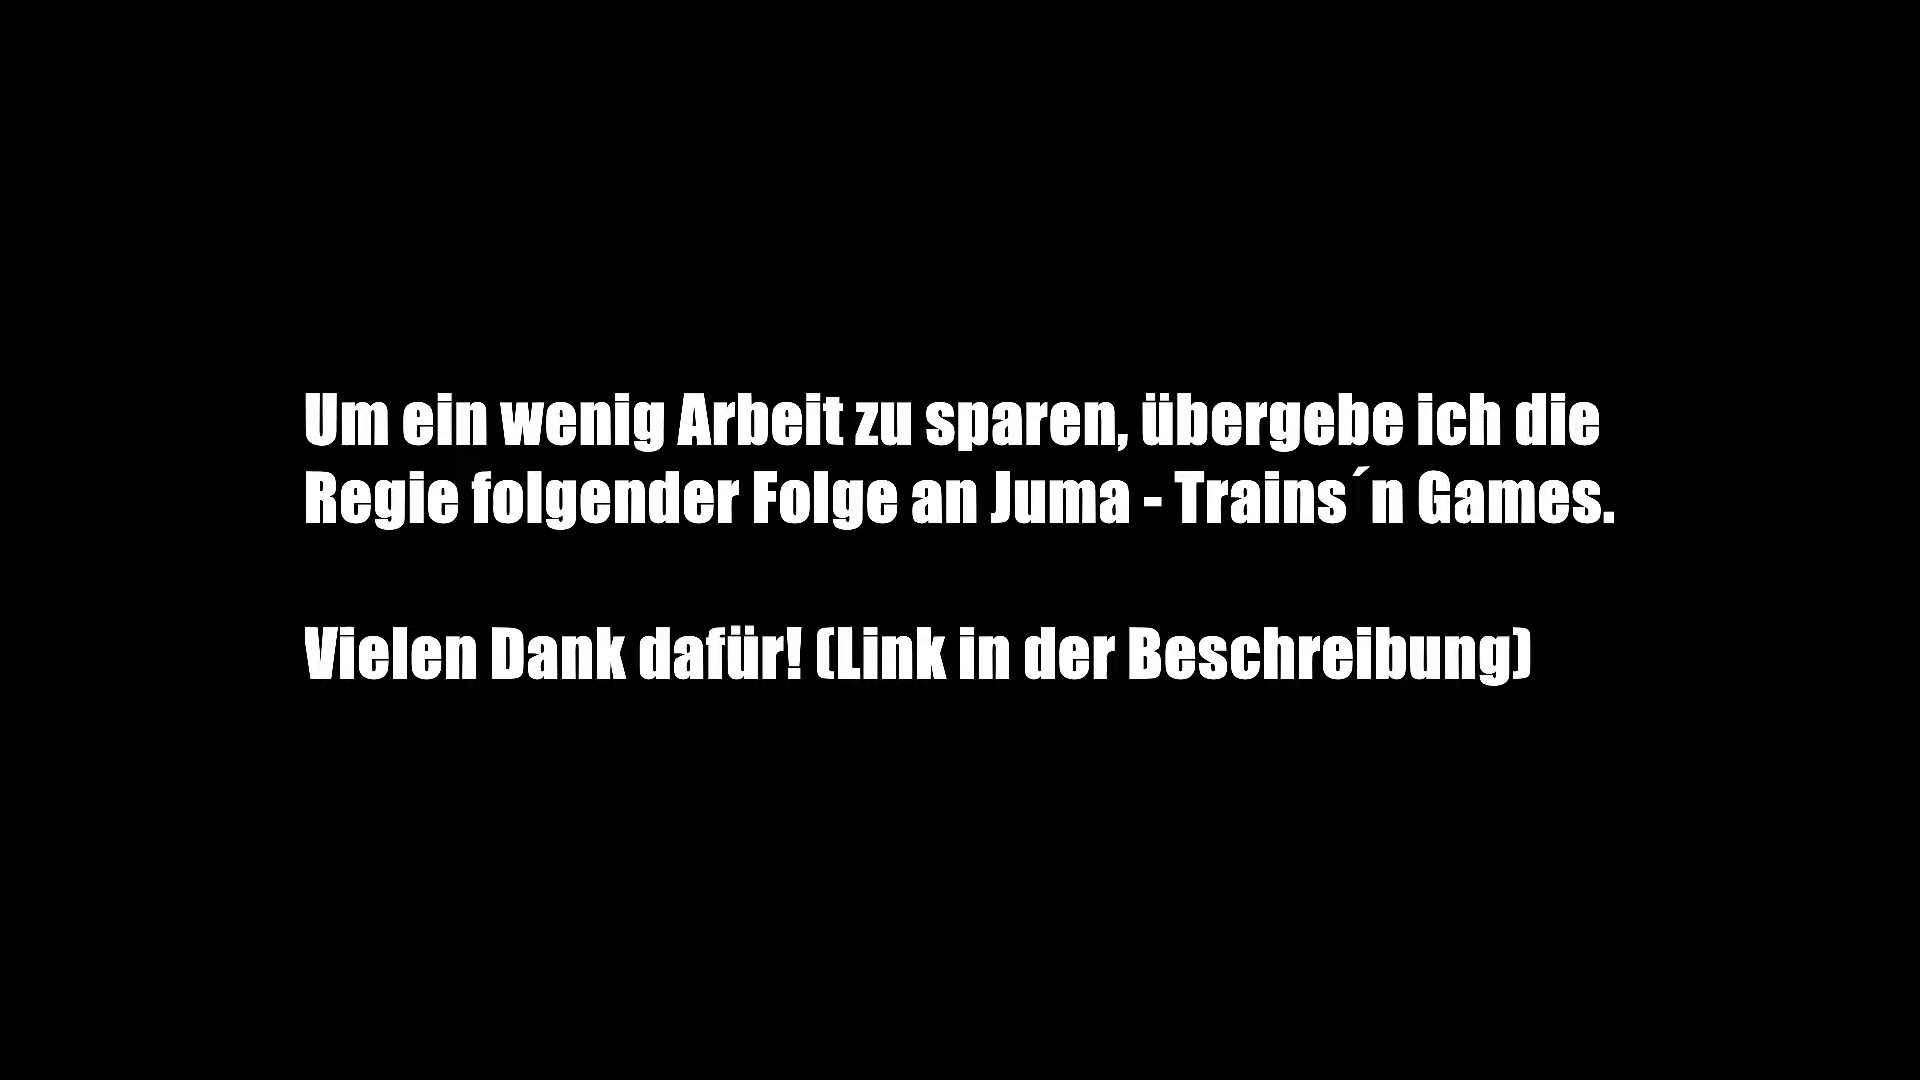 Um ein wenig Arbeit zu sparen, übergebe ich die
Regie folgender Folge an Juma - Trains´n Games.
Vielen Dank dafür! (Link in der Beschreibung)